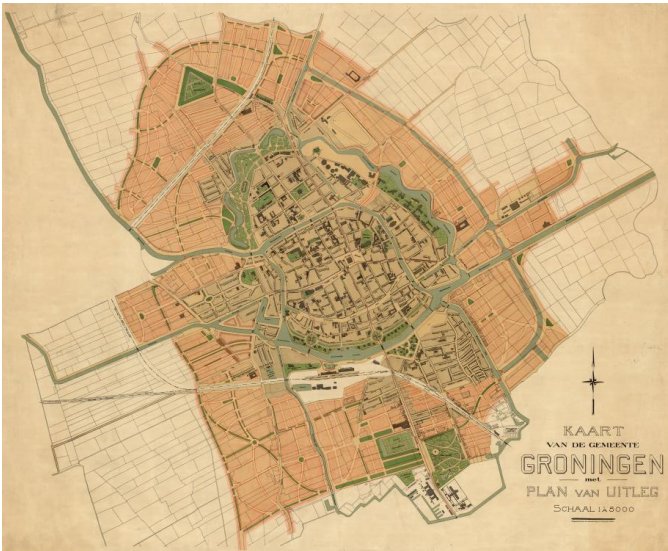 KAART
VAN DE GEMEENTE
GRONINGEN
met
PLAN VAN UITLEG
SCHAAL 1 à 8000